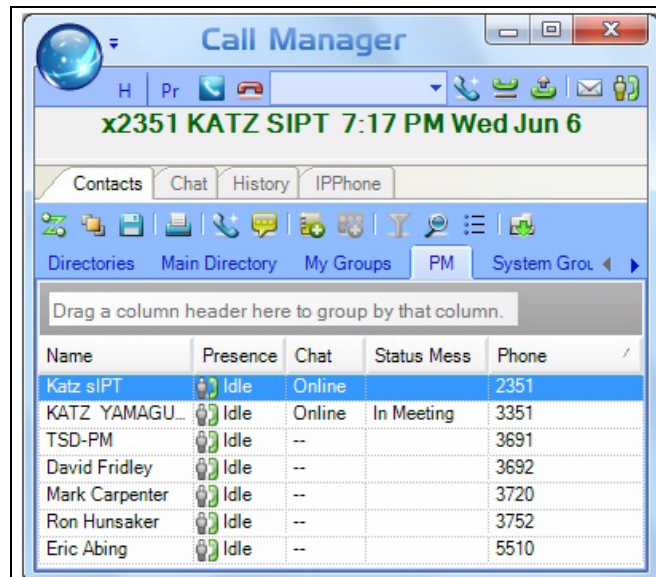 Call Manager
H Pr
x2351 KATZ SIPT 7:17 PM Wed Jun 6
Contacts Chat History IPPhone
Directories Main Directory My Groups PM System Grou
Drag a column header here to group by that column.
Name Presence Chat Status Mess Phone
Katz sIPT Idle Online 2351
KATZ YAMAGU... Idle Online In Meeting 3351
TSD-PM Idle -- 3691
David Fridley Idle -- 3692
Mark Carpenter Idle -- 3720
Ron Hunsaker Idle -- 3752
Eric Abing Idle -- 5510